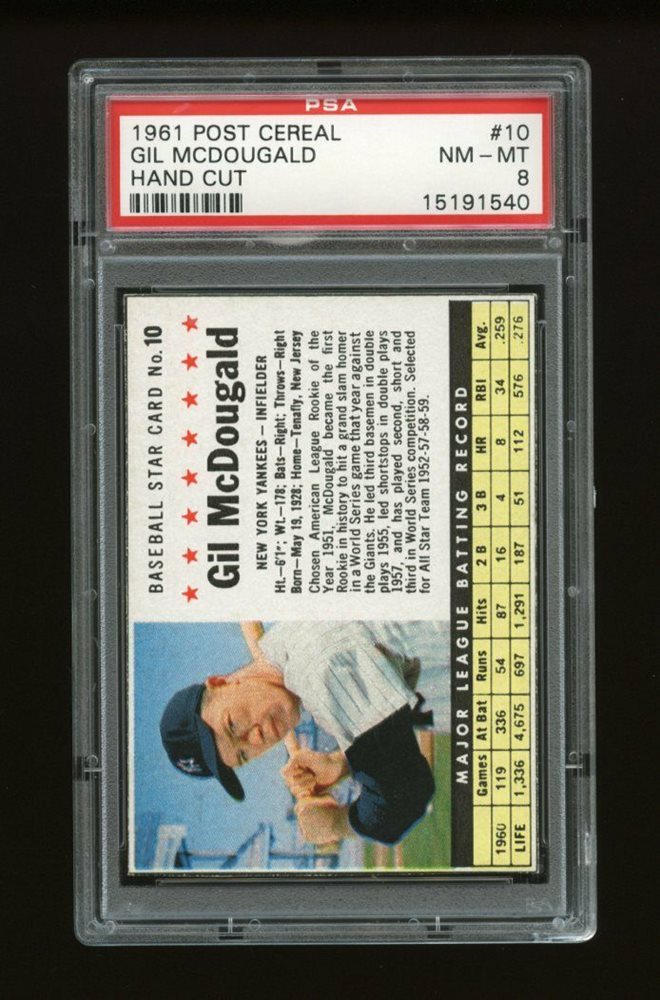 PSA
1961 POST CEREAL #10
GIL MCDOUGALD NM - MT
HAND CUT 8
15191540
BASEBALL STAR CARD No. 10
Gil McDougald
NEW YORK YANKEES — INFIELDER
Ht.—6'1"; Wt.—178; Bats—Right; Throws—Right
Born—May 19, 1928; Home—Tenafly, New Jersey
Chosen American League Rookie of the
Year 1951, McDougald became the first
Rookie in history to hit a grand slam homer
in a World Series game that year against
the Giants. He led third basemen in double
plays 1955, led shortstops in double plays
1957, and has played second, short and
third in World Series competition. Selected
for All Star Team 1952-57-58-59.
MAJOR LEAGUE BATTING RECORD
Games At Bat Runs Hits 2 B 3 B HR RBI Avg.
1960 119 336 54 87 16 4 8 34 .259
LIFE 1,336 4,675 697 1,291 187 51 112 576 .276